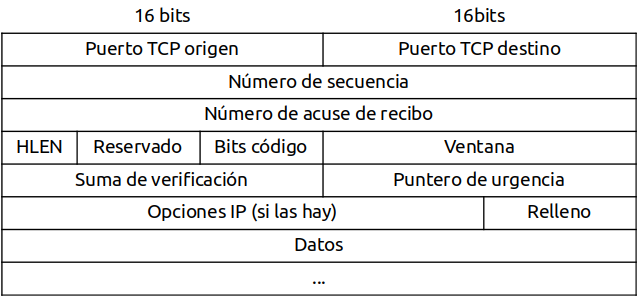 16 bits 16bits
Puerto TCP origen Puerto TCP destino
Número de secuencia
Número de acuse de recibo
HLEN Reservado Bits código Ventana
Suma de verificación Puntero de urgencia
Opciones IP (si las hay) Relleno
Datos
...